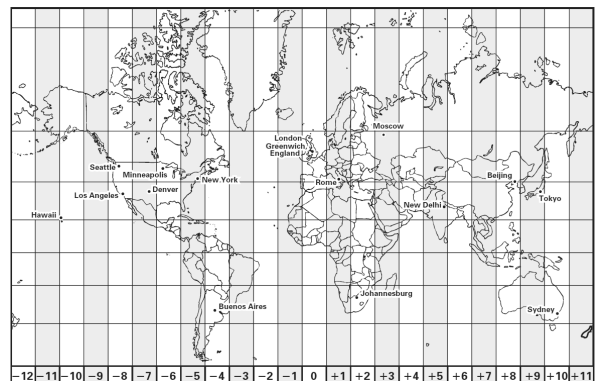 Moscow
London-
Greenwich,
England
Seattle
Minneapolis
Denver
New York
Los Angeles
Rome
Beijing
Tokyo
New Delhi
Hawaii
Johannesburg
Buenos Aires
Sydney
−12 −11 −10 −9 −8 −7 −6 −5 −4 −3 −2 −1 0 +1 +2 +3 +4 +5 +6 +7 +8 +9 +10 +11